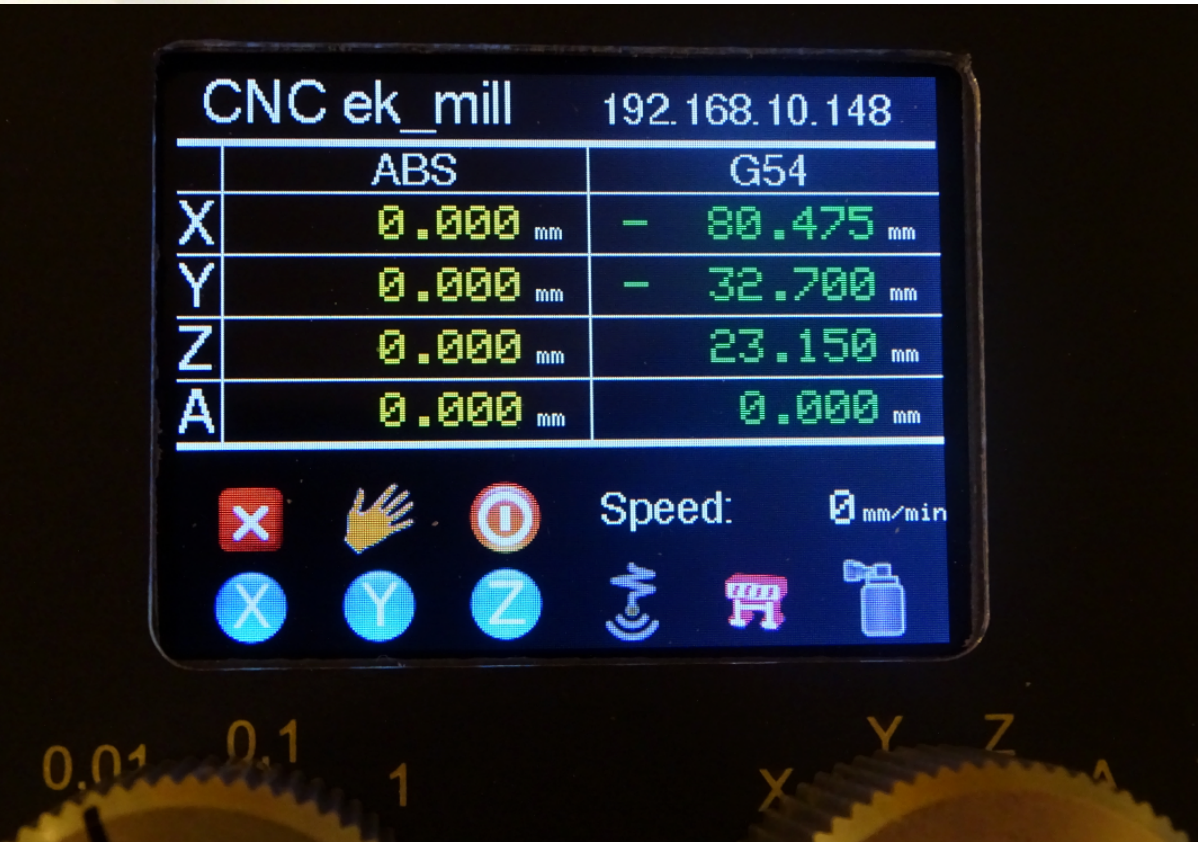 CNC ek_mill 192.168.10.148
ABS G54
X 0.000 mm - 80.475 mm
Y 0.000 mm - 32.700 mm
Z 0.000 mm 23.150 mm
A 0.000 mm 0.000 mm
Speed: 0 mm/min
X Y Z
0.01 0.1 1 X Y Z A